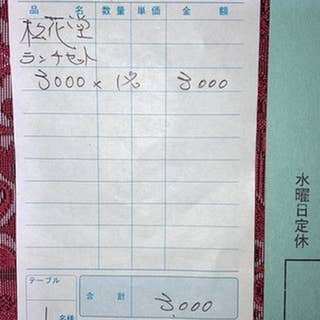 品 名 数量 単価 金 額
松花堂
ランチセット
3000 × 1 3000
テーブル
1 名様
合 計 3000
水曜日定休